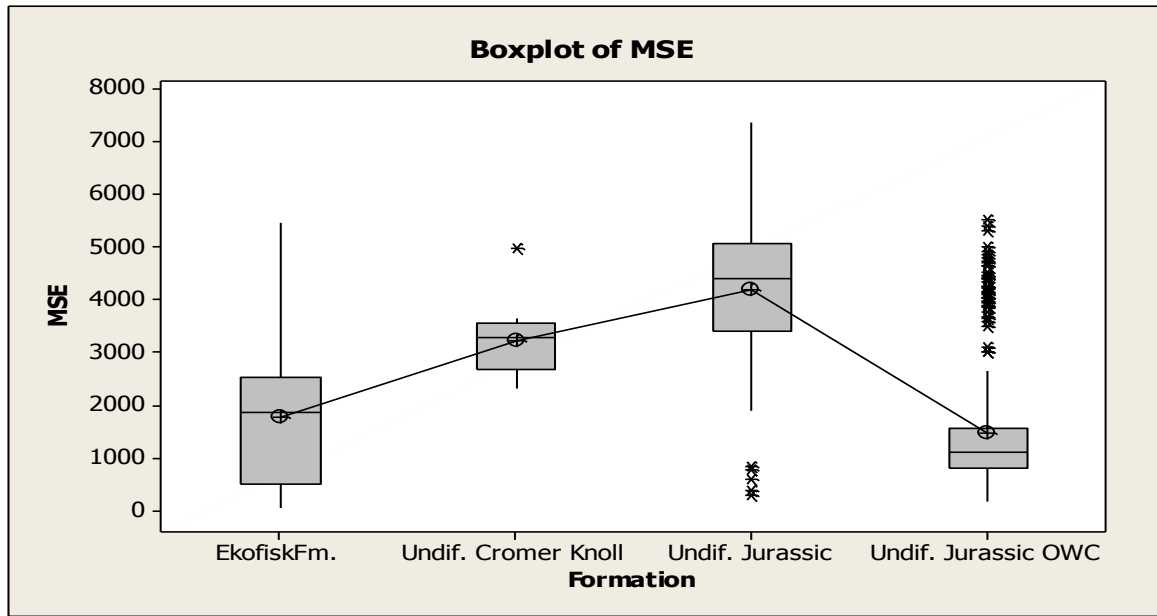 Boxplot of MSE
8000
7000
6000
5000
4000
3000
2000
1000
0
MSE
EkofiskFm. Undif. Cromer Knoll Undif. Jurassic Undif. Jurassic OWC
Formation